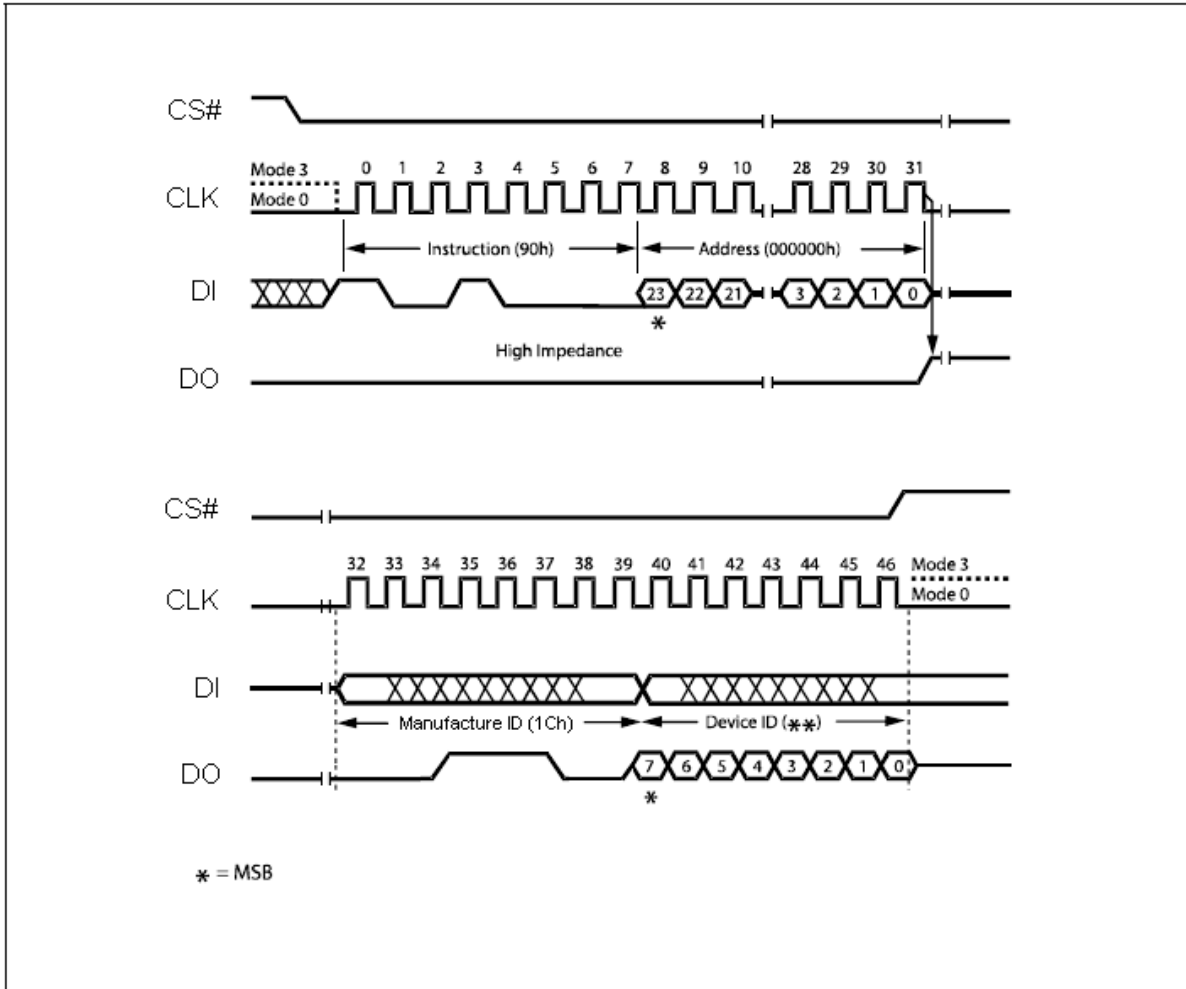 CS#
Mode 3
0 1 2 3 4 5 6 7 8 9 10 28 29 30 31
CLK
Mode 0
Instruction (90h)
Address (000000h)
DI
23 22 21 3 2 1 0
*
High Impedance
DO
CS#
32 33 34 35 36 37 38 39 40 41 42 43 44 45 46
Mode 3
CLK
Mode 0
DI
Manufacture ID (1Ch)
Device ID (**)
DO
7 6 5 4 3 2 1 0
*
* = MSB